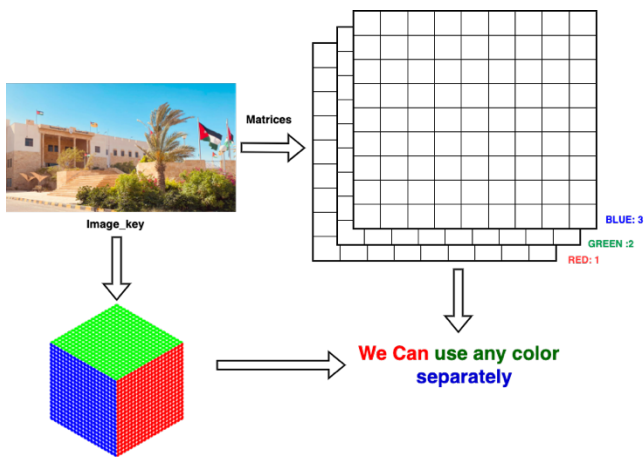 Matrices
Image_key
BLUE: 3
GREEN :2
RED: 1
We Can use any color
separately